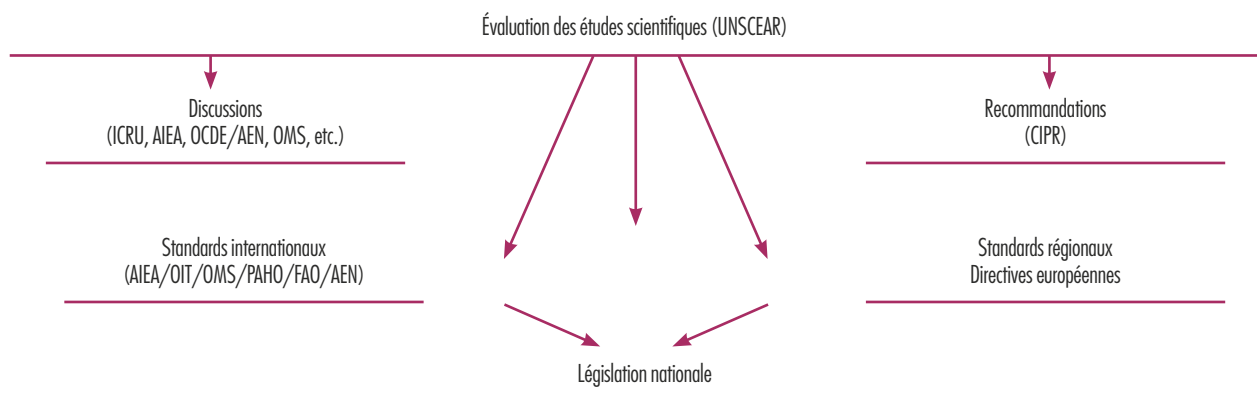 Évaluation des études scientifiques (UNSCEAR)
Discussions
(ICRU, AIEA, OCDE/AEN, OMS, etc.)
Recommandations
(CIPR)
Standards internationaux
(AIEA/OIT/OMS/PAHO/FAO/AEN)
Standards régionaux
Directives européennes
Législation nationale